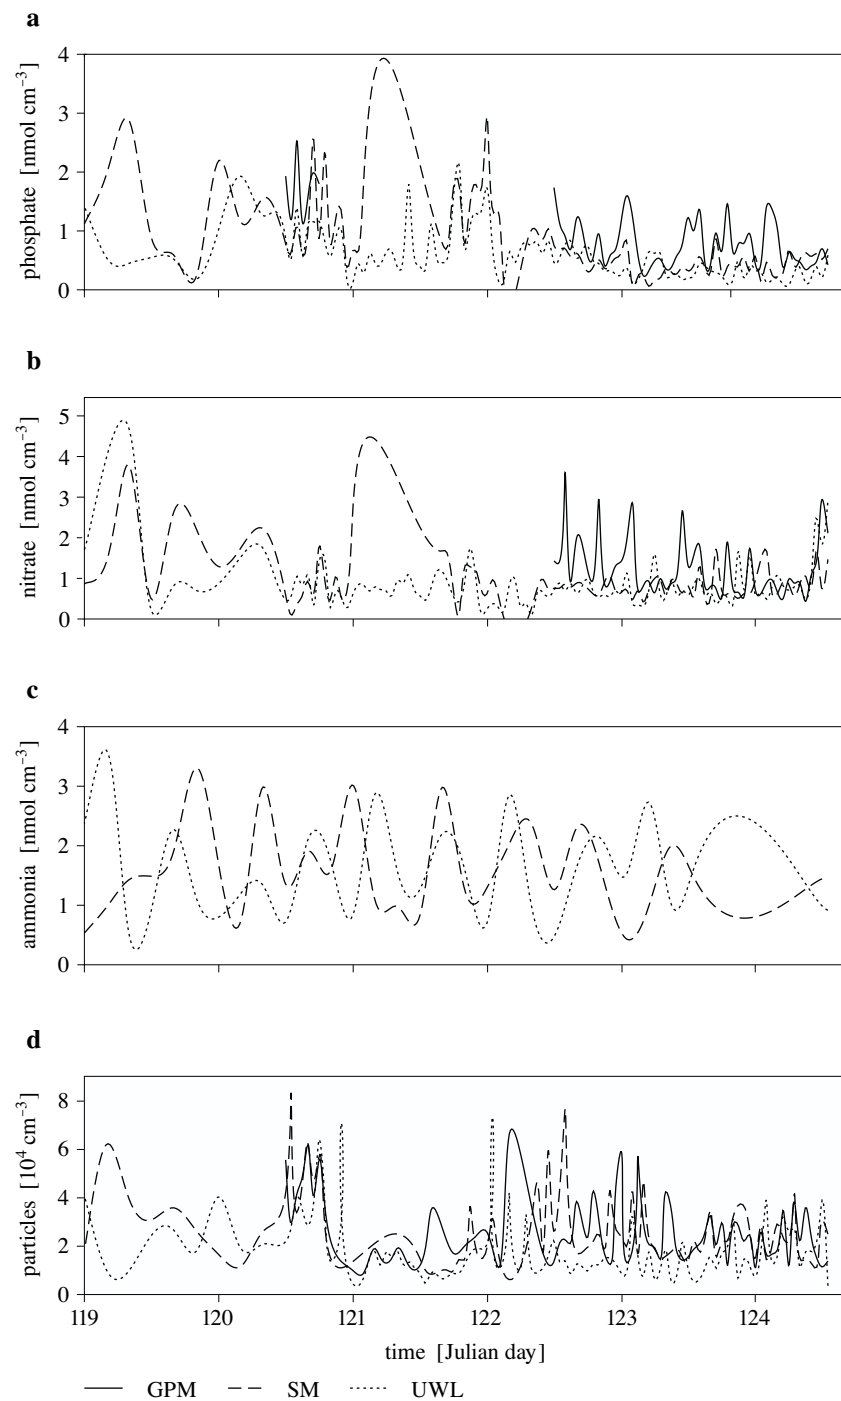 a
4
3
2
1
0
phosphate [nmol cm⁻³]
b
5
4
3
2
1
0
nitrate [nmol cm⁻³]
c
4
3
2
1
0
ammonia [nmol cm⁻³]
d
8
6
4
2
0
particles [10⁴ cm⁻³]
119 120 121 122 123 124
time [Julian day]
GPM SM UWL